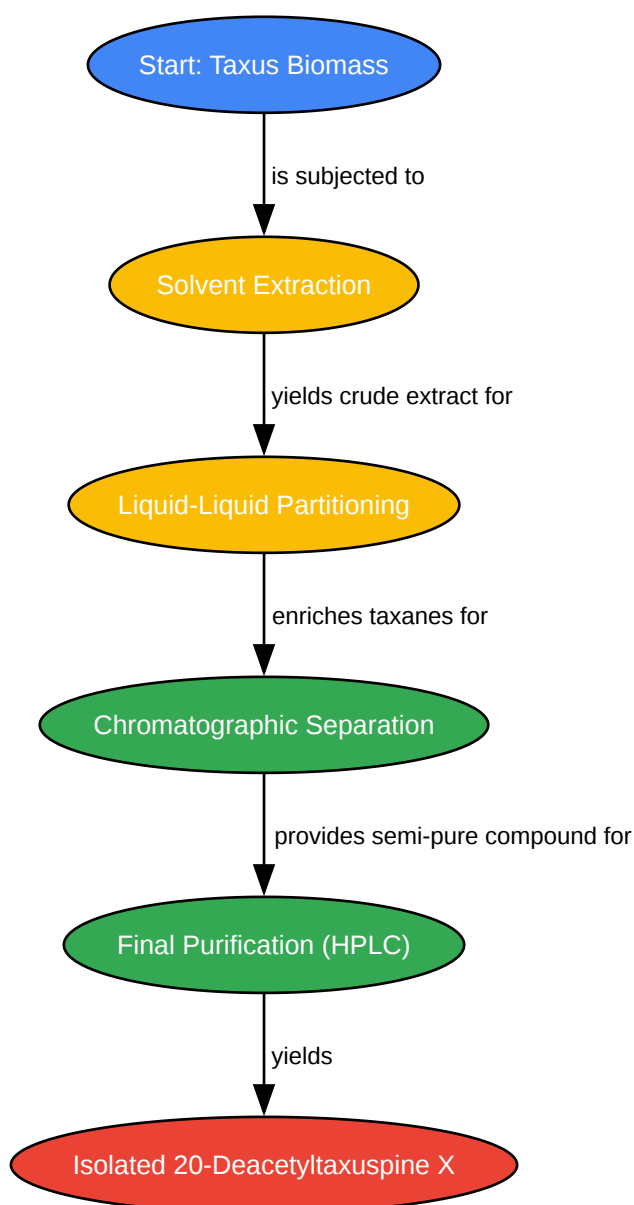 Start: Taxus Biomass
is subjected to
Solvent Extraction
yields crude extract for
Liquid-Liquid Partitioning
enriches taxanes for
Chromatographic Separation
provides semi-pure compound for
Final Purification (HPLC)
yields
Isolated 20-Deacetyltaxuspine X